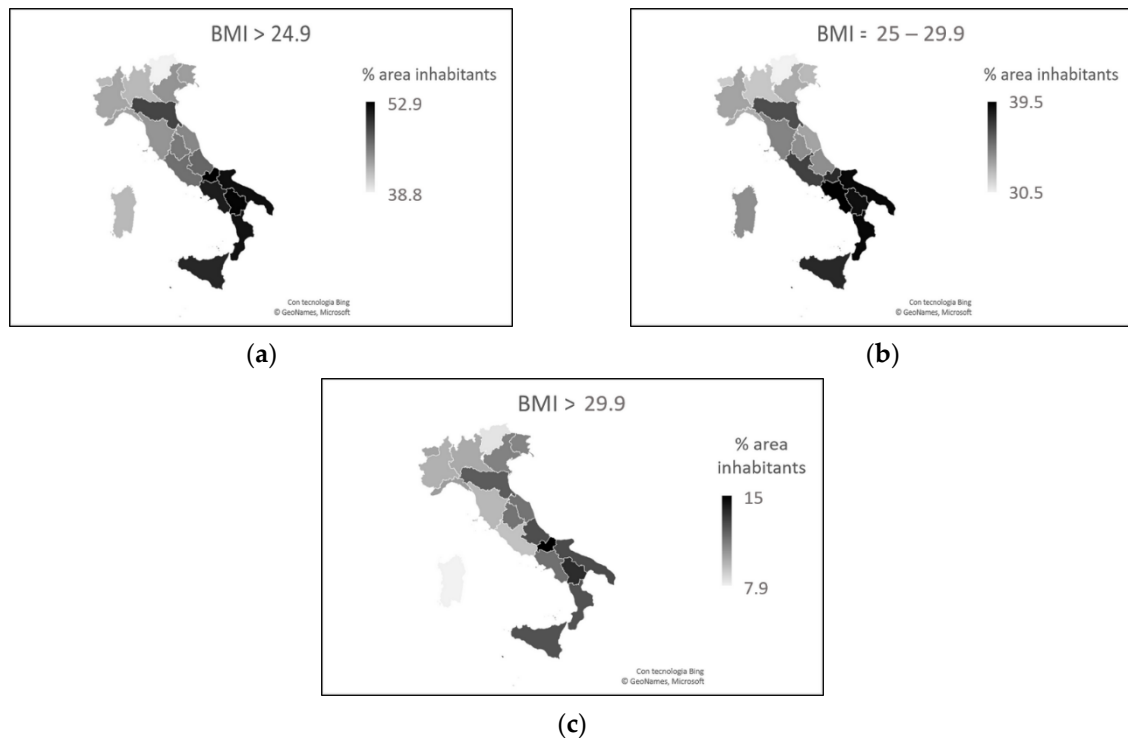 BMI > 24.9
% area inhabitants
52.9
38.8
Con tecnologia Bing
© GeoNames, Microsoft
(a)
BMI = 25 – 29.9
% area inhabitants
39.5
30.5
Con tecnologia Bing
© GeoNames, Microsoft
(b)
BMI > 29.9
% area
inhabitants
15
7.9
Con tecnologia Bing
© GeoNames, Microsoft
(c)